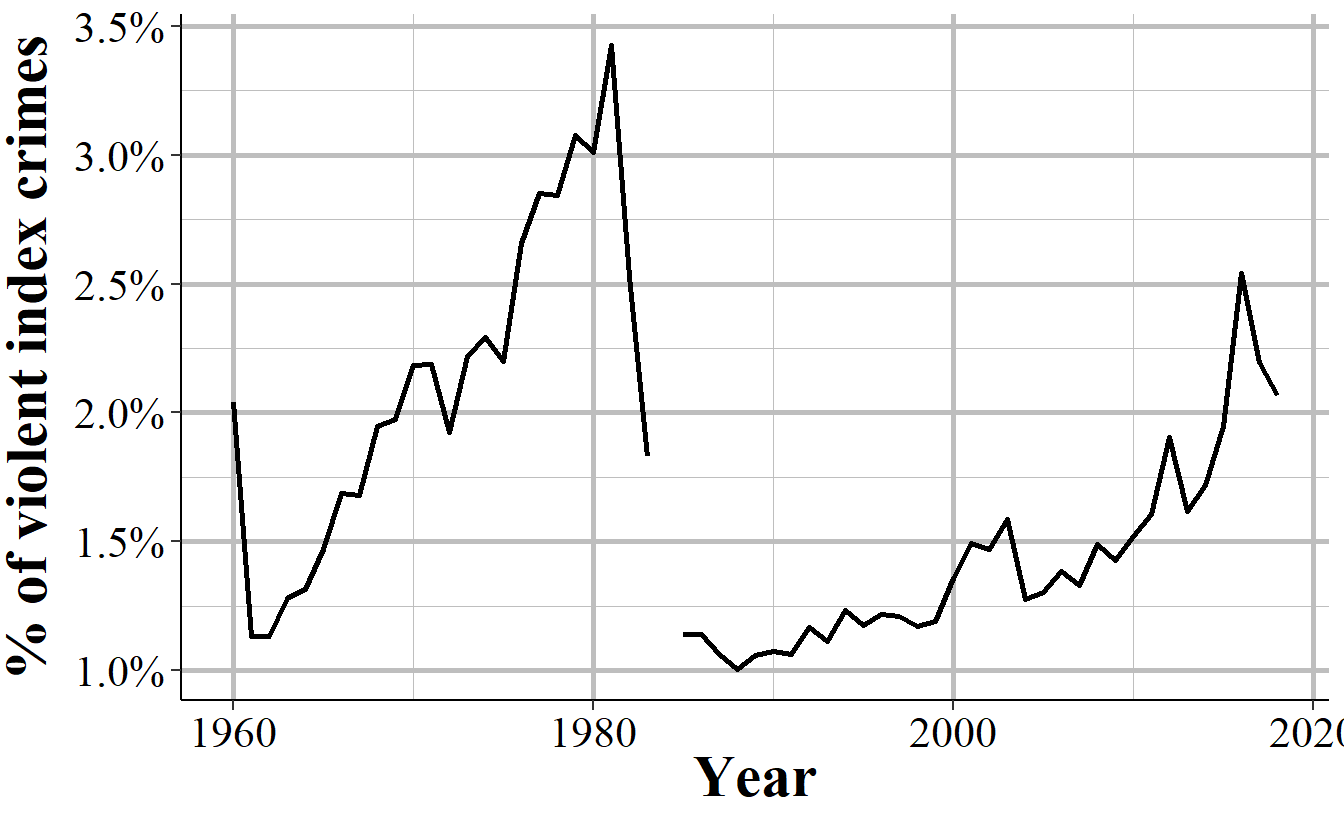 % of violent index crimes
3.5%
3.0%
2.5%
2.0%
1.5%
1.0%
1960 1980 2000 2020
Year